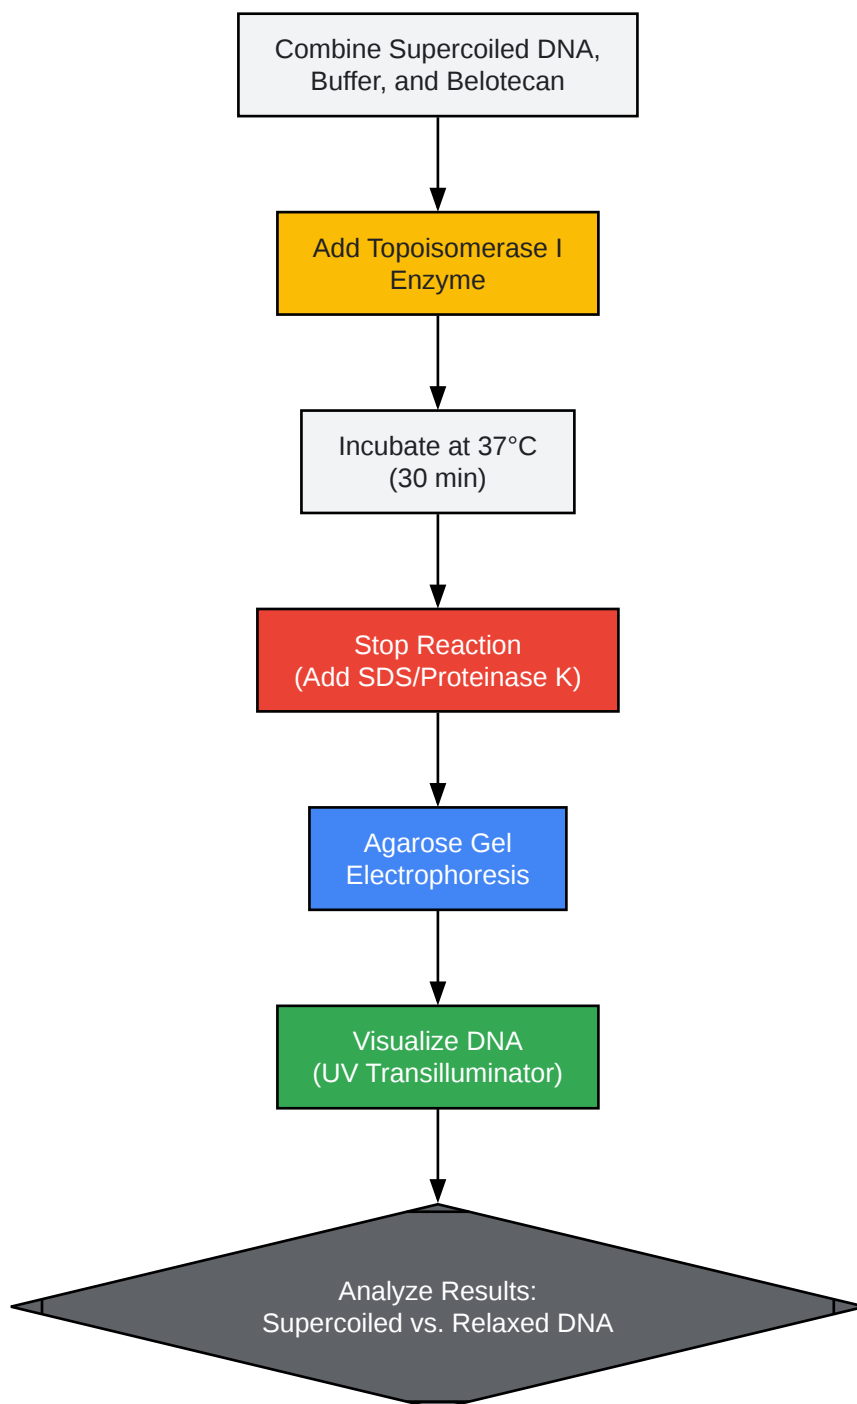 Combine Supercoiled DNA,
Buffer, and Belotecan
Add Topoisomerase I
Enzyme
Incubate at 37°C
(30 min)
Stop Reaction
(Add SDS/Proteinase K)
Agarose Gel
Electrophoresis
Visualize DNA
(UV Transilluminator)
Analyze Results:
Supercoiled vs. Relaxed DNA